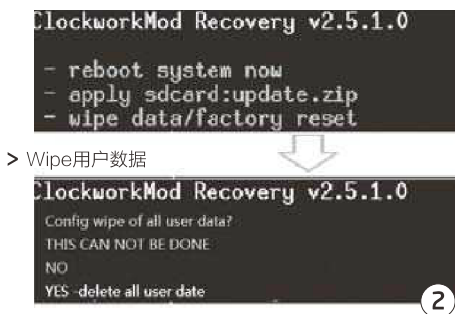 ClockworkMod Recovery v2.5.1.0
- reboot system now
- apply sdcard:update.zip
- wipe data/factory reset
> Wipe用户数据
ClockworkMod Recovery v2.5.1.0
Config wipe of all user data?
THIS CAN NOT BE DONE
NO
YES -delete all user date
2